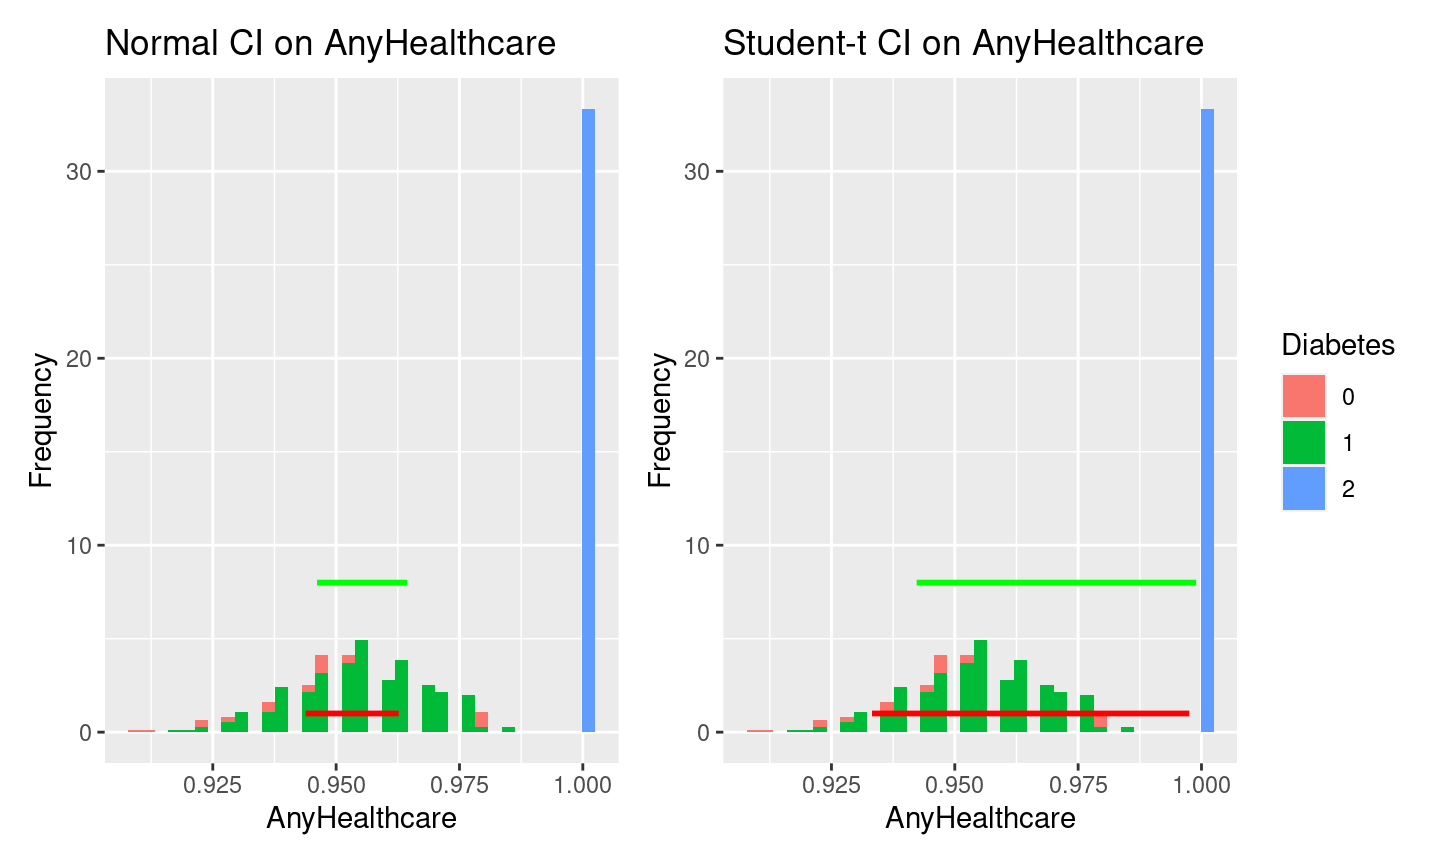 Normal CI on AnyHealthcare
Student-t CI on AnyHealthcare
Frequency
30
20
10
0
0.925 0.950 0.975 1.000
AnyHealthcare
Frequency
30
20
10
0
0.925 0.950 0.975 1.000
AnyHealthcare
Diabetes
0
1
2